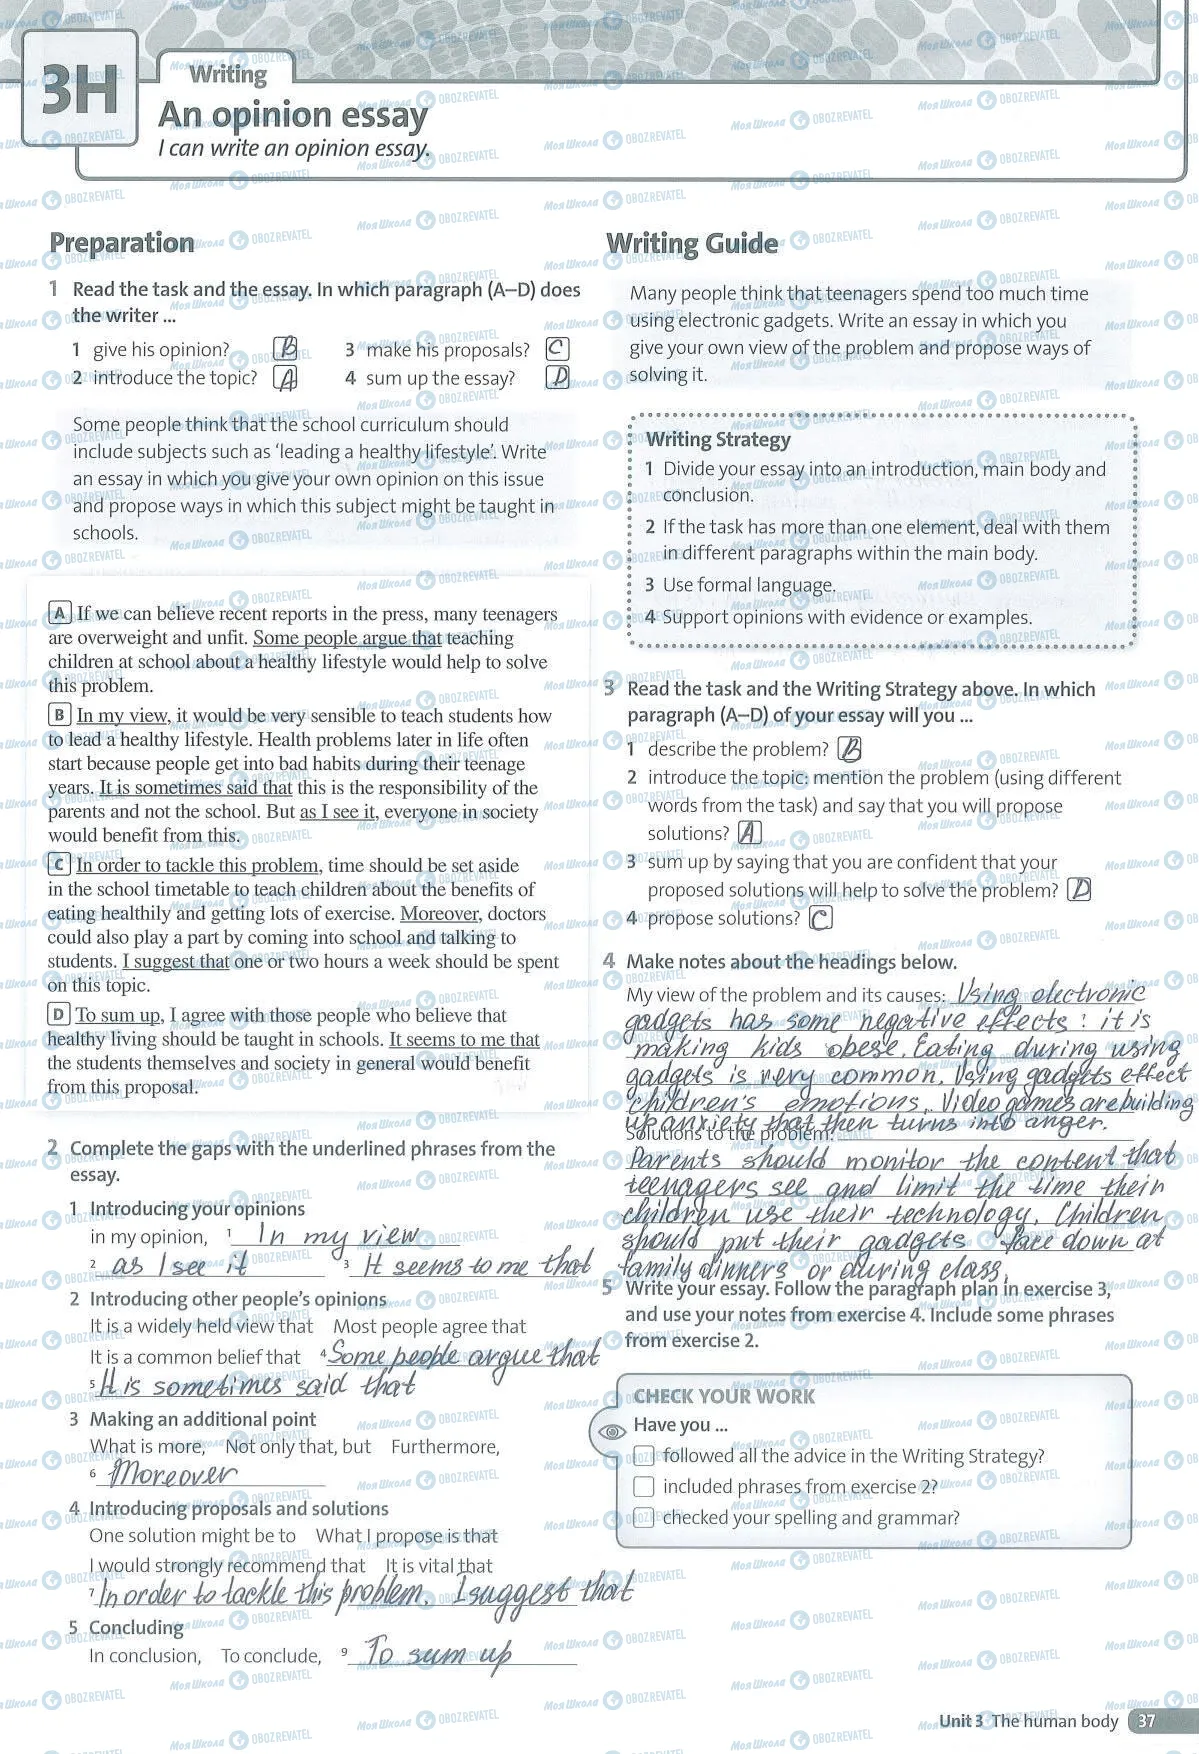 3H
Writing
An opinion essay
I can write an opinion essay.
Preparation
1 Read the task and the essay. In which paragraph (A–D) does
the writer ...
1 give his opinion? B
2 introduce the topic? A
3 make his proposals? C
4 sum up the essay? D
Some people think that the school curriculum should
include subjects such as ‘leading a healthy lifestyle’. Write
an essay in which you give your own opinion on this issue
and propose ways in which this subject might be taught in
schools.
A If we can believe recent reports in the press, many teenagers
are overweight and unfit. Some people argue that teaching
children at school about a healthy lifestyle would help to solve
this problem.
B In my view, it would be very sensible to teach students how
to lead a healthy lifestyle. Health problems later in life often
start because people get into bad habits during their teenage
years. It is sometimes said that this is the responsibility of the
parents and not the school. But as I see it, everyone in society
would benefit from this.
C In order to tackle this problem, time should be set aside
in the school timetable to teach children about the benefits of
eating healthily and getting lots of exercise. Moreover, doctors
could also play a part by coming into school and talking to
students. I suggest that one or two hours a week should be spent
on this topic.
D To sum up, I agree with those people who believe that
healthy living should be taught in schools. It seems to me that
the students themselves and society in general would benefit
from this proposal.
2 Complete the gaps with the underlined phrases from the
essay.
1 Introducing your opinions
in my opinion, 1 In my view
2 as I see it 3 It seems to me that
2 Introducing other people's opinions
It is a widely held view that Most people agree that
It is a common belief that 4 Some people argue that
5 It is sometimes said that
3 Making an additional point
What is more, Not only that, but Furthermore,
6 Moreover
4 Introducing proposals and solutions
One solution might be to What I propose is that
I would strongly recommend that It is vital that
7 In order to tackle this problem. I suggest that
5 Concluding
In conclusion, To conclude, 9 To sum up
Writing Guide
Many people think that teenagers spend too much time
using electronic gadgets. Write an essay in which you
give your own view of the problem and propose ways of
solving it.
Writing Strategy
1 Divide your essay into an introduction, main body and
conclusion.
2 If the task has more than one element, deal with them
in different paragraphs within the main body.
3 Use formal language.
4 Support opinions with evidence or examples.
3 Read the task and the Writing Strategy above. In which
paragraph (A–D) of your essay will you ...
1 describe the problem? B
2 introduce the topic: mention the problem (using different
words from the task) and say that you will propose
solutions? A
3 sum up by saying that you are confident that your
proposed solutions will help to solve the problem? D
4 propose solutions? C
4 Make notes about the headings below.
My view of the problem and its causes: Using electronic
gadgets has some negative effects: it is
making kids obese. Eating during using
gadgets is very common. Using gadgets effect
children's emotions. Video games are building
up anxiety that then turns into anger.
Solutions to the problem:
Parents should monitor the content that
teenagers see and limit the time their
children use their technology. Children
should put their gadgets face down at
family dinners or during class.
5 Write your essay. Follow the paragraph plan in exercise 3,
and use your notes from exercise 4. Include some phrases
from exercise 2.
CHECK YOUR WORK
Have you ...
followed all the advice in the Writing Strategy?
included phrases from exercise 2?
checked your spelling and grammar?
Unit 3 The human body 37
Моя Школа OBOZREVATEL